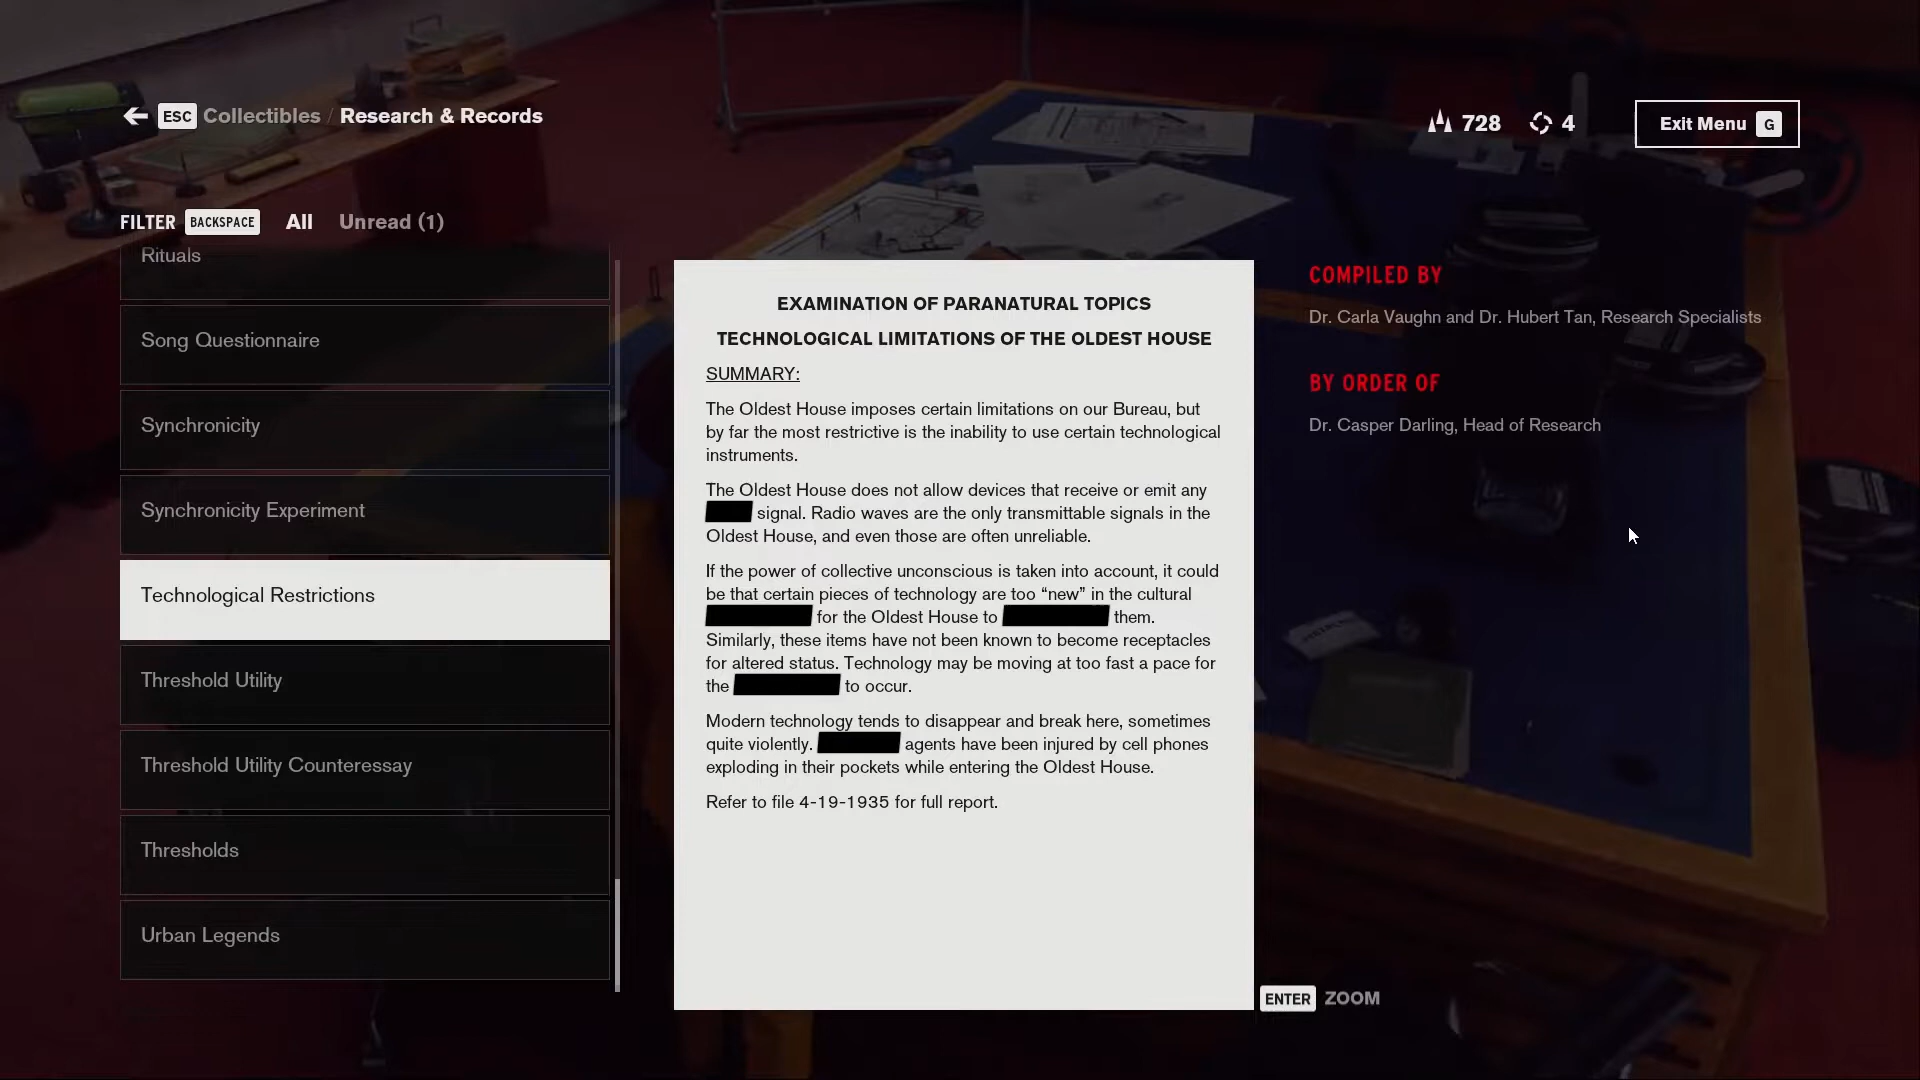 ESC Collectibles / Research & Records
728
4
Exit Menu G
FILTER BACKSPACE All Unread (1)
Rituals
Song Questionnaire
Synchronicity
Synchronicity Experiment
Technological Restrictions
Threshold Utility
Threshold Utility Counteressay
Thresholds
Urban Legends
EXAMINATION OF PARANATURAL TOPICS
TECHNOLOGICAL LIMITATIONS OF THE OLDEST HOUSE
SUMMARY:
The Oldest House imposes certain limitations on our Bureau, but
by far the most restrictive is the inability to use certain technological
instruments.
The Oldest House does not allow devices that receive or emit any
signal. Radio waves are the only transmittable signals in the
Oldest House, and even those are often unreliable.
If the power of collective unconscious is taken into account, it could
be that certain pieces of technology are too “new” in the cultural
for the Oldest House to them.
Similarly, these items have not been known to become receptacles
for altered status. Technology may be moving at too fast a pace for
the to occur.
Modern technology tends to disappear and break here, sometimes
quite violently. agents have been injured by cell phones
exploding in their pockets while entering the Oldest House.
Refer to file 4-19-1935 for full report.
COMPILED BY
Dr. Carla Vaughn and Dr. Hubert Tan, Research Specialists
BY ORDER OF
Dr. Casper Darling, Head of Research
ENTER ZOOM